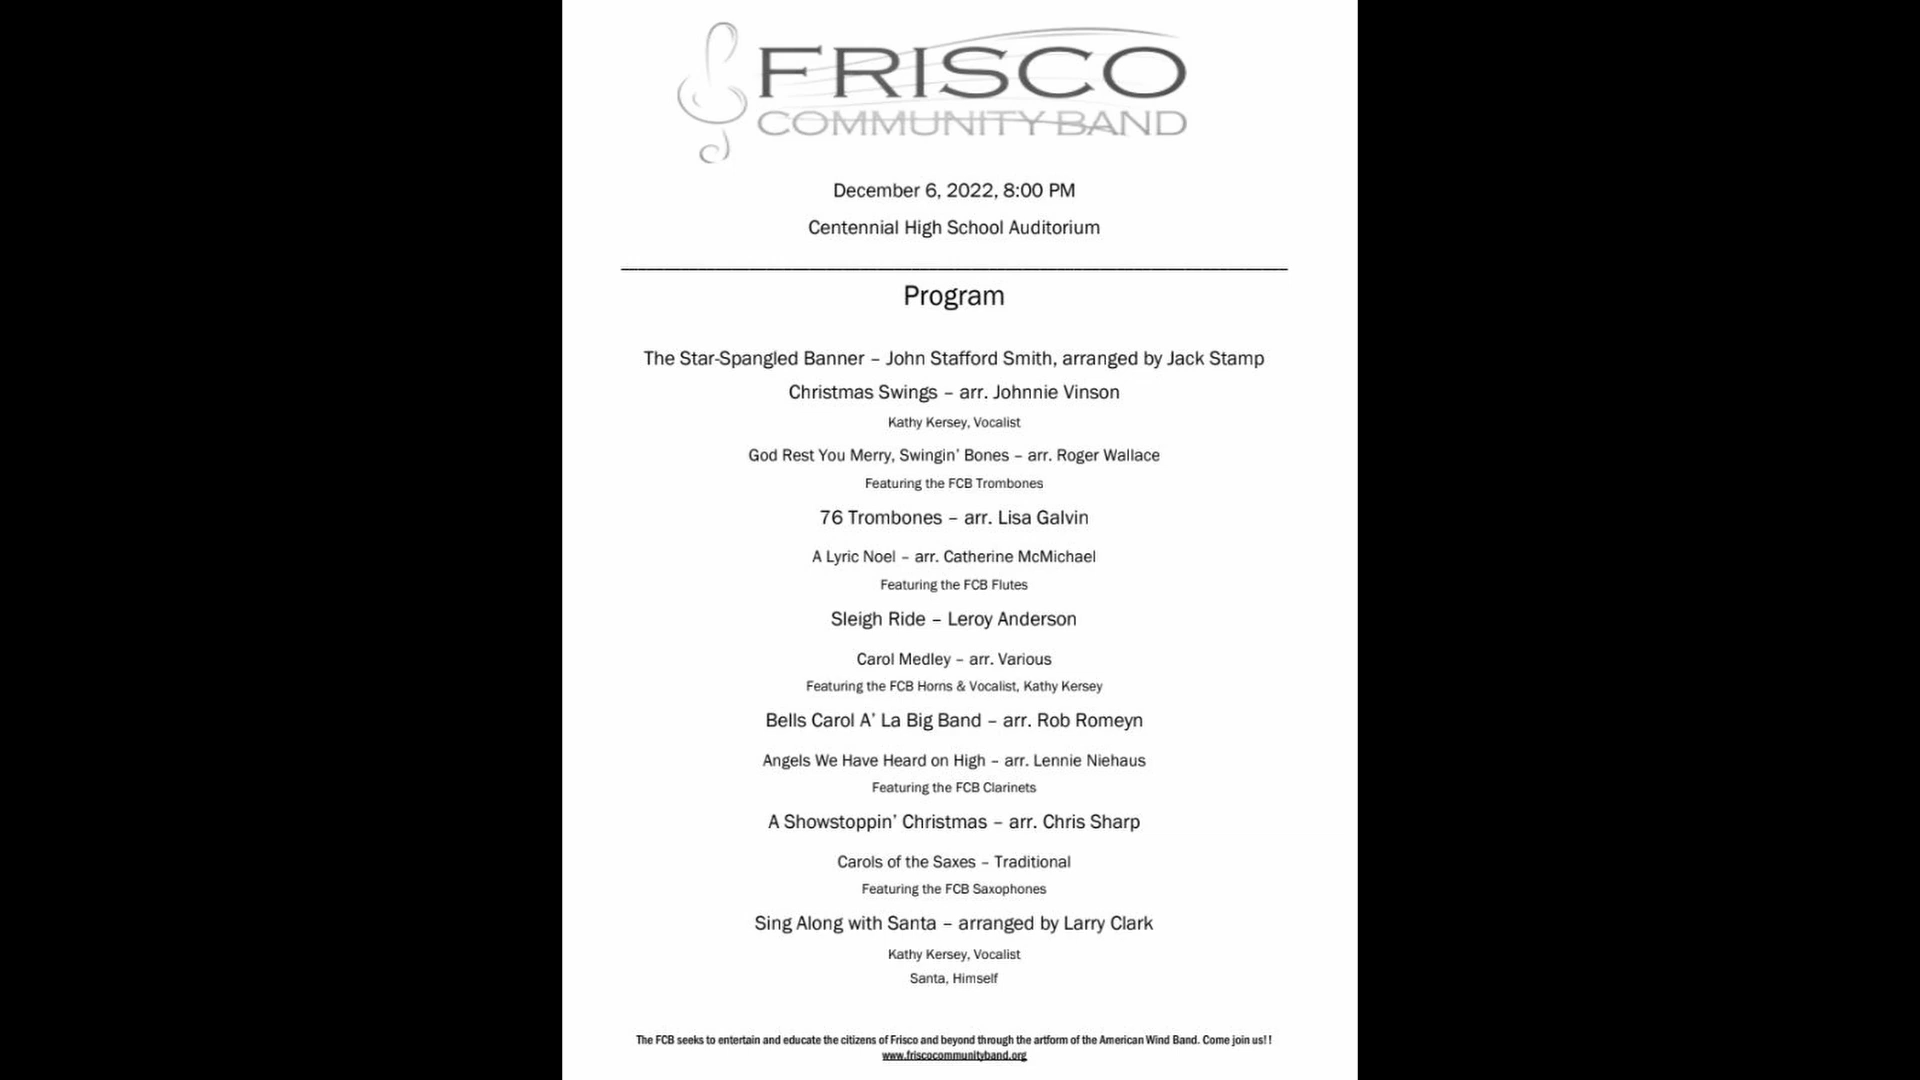 FRISCO
COMMUNITY BAND
December 6, 2022, 8:00 PM
Centennial High School Auditorium
Program
The Star-Spangled Banner – John Stafford Smith, arranged by Jack Stamp
Christmas Swings – arr. Johnnie Vinson
Kathy Kersey, Vocalist
God Rest You Merry, Swingin’ Bones – arr. Roger Wallace
Featuring the FCB Trombones
76 Trombones – arr. Lisa Galvin
A Lyric Noel – arr. Catherine McMichael
Featuring the FCB Flutes
Sleigh Ride – Leroy Anderson
Carol Medley – arr. Various
Featuring the FCB Horns & Vocalist, Kathy Kersey
Bells Carol A’ La Big Band – arr. Rob Romeyn
Angels We Have Heard on High – arr. Lennie Niehaus
Featuring the FCB Clarinets
A Showstoppin’ Christmas – arr. Chris Sharp
Carols of the Saxes – Traditional
Featuring the FCB Saxophones
Sing Along with Santa – arranged by Larry Clark
Kathy Kersey, Vocalist
Santa, Himself
The FCB seeks to entertain and educate the citizens of Frisco and beyond through the artform of the American Wind Band. Come join us!!
www.friscocommunityband.org